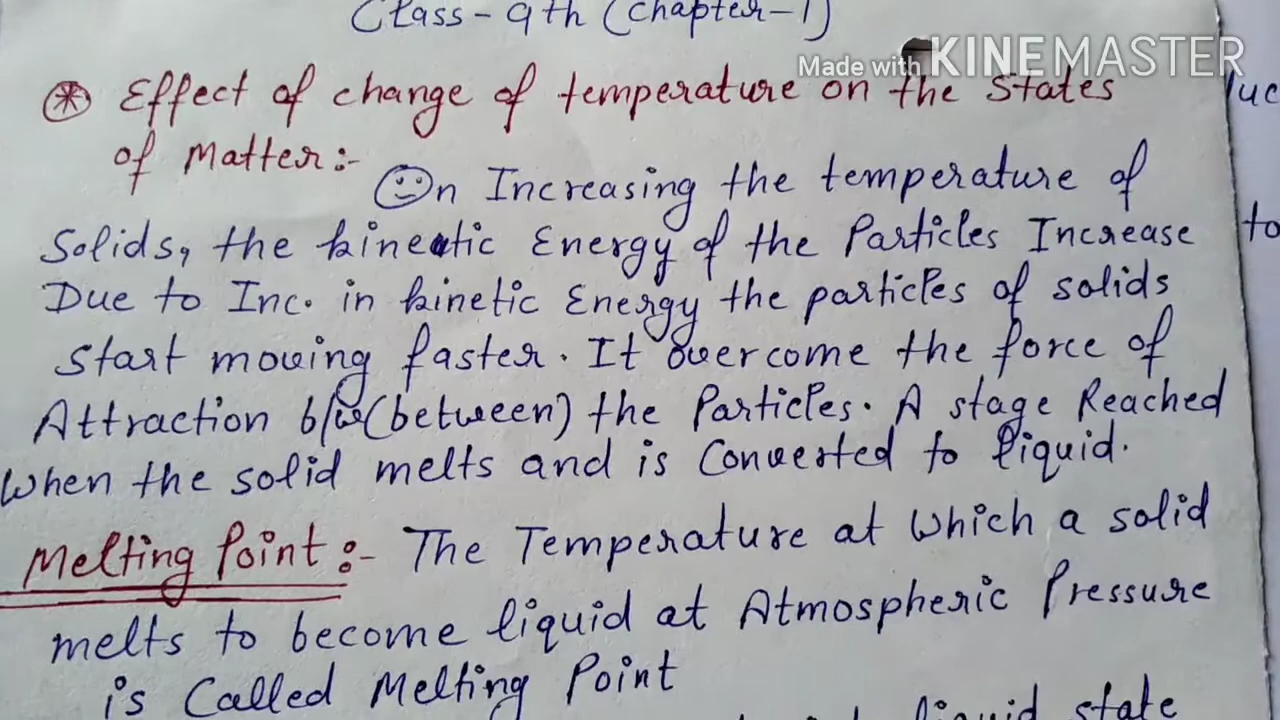 Class - 9th (Chapter-1)
Made with KINEMASTER
Effect of change of temperature on the States
of Matter:-
On Increasing the temperature of
Solids, the kinetic Energy of the Particles Increase
Due to Inc. in kinetic Energy the particles of solids
start moving faster. It overcome the force of
Attraction b/w (between) the Particles. A stage Reached
when the solid melts and is Converted to liquid.
Melting Point:- The Temperature at which a solid
melts to become liquid at Atmospheric Pressure
is Called Melting Point
liquid state
to